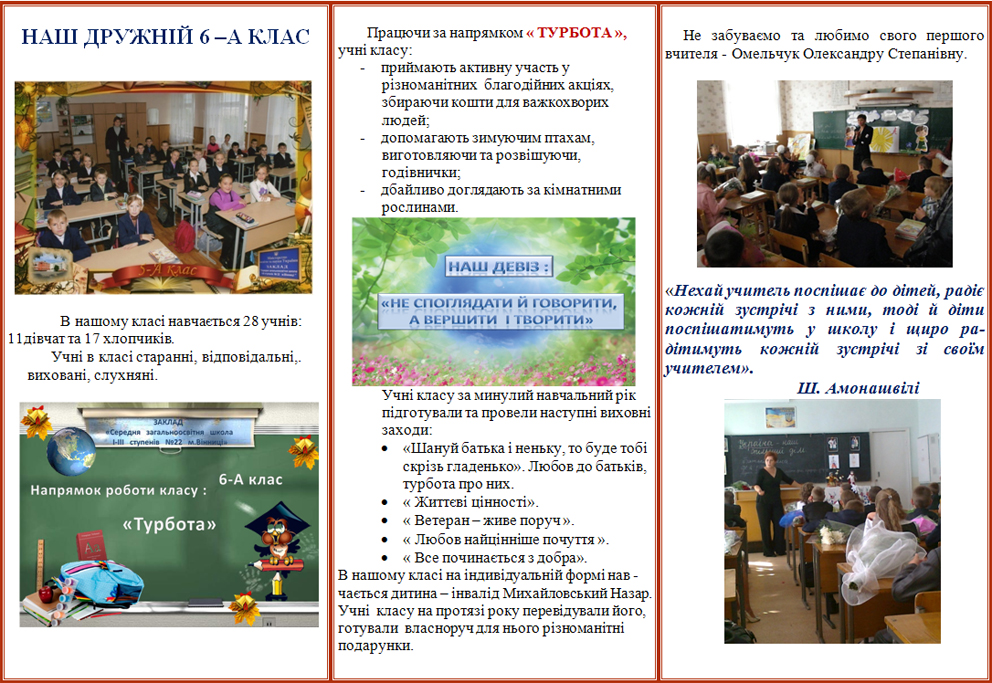 НАШ ДРУЖНІЙ 6 –А КЛАС
5-А клас
В нашому класі навчається 28 учнів:
11дівчат та 17 хлопчиків.
Учні в класі старанні, відповідальні,.
виховані, слухняні.
ЗАКЛАД
«Середня загальноосвітня школа
І-ІІІ ступенів №22 м.Вінниці»
6-А клас
Напрямок роботи класу :
«Турбота»
Працючи за напрямком « ТУРБОТА »,
учні класу:
- приймають активну участь у
різноманітних благодійних акціях,
збираючи кошти для важкохворих
людей;
- допомагають зимуючим птахам,
виготовляючи та розвішуючи,
годівнички;
- дбайливо доглядають за кімнатними
рослинами.
НАШ ДЕВІЗ :
«НЕ СПОГЛЯДАТИ Й ГОВОРИТИ,
А ВЕРШИТИ І ТВОРИТИ»
Учні класу за минулий навчальний рік
підготували та провели наступні виховні
заходи:
• «Шануй батька і неньку, то буде тобі
скрізь гладенько». Любов до батьків,
турбота про них.
• « Життєві цінності».
• « Ветеран – живе поруч ».
• « Любов найцінніше почуття ».
• « Все починається з добра».
В нашому класі на індивідуальній формі нав -
чається дитина – інвалід Михайловський Назар.
Учні класу на протязі року перевідували його,
готували власноруч для нього різноманітні
подарунки.
Не забуваємо та любимо свого першого
вчителя - Омельчук Олександру Степанівну.
«Нехай учитель поспішає до дітей, радіє
кожній зустрічі з ними, тоді й діти
поспішатимуть у школу і щиро ра-
дітимуть кожній зустрічі зі своїм
учителем».
Ш. Амонашвілі
Україна - наш